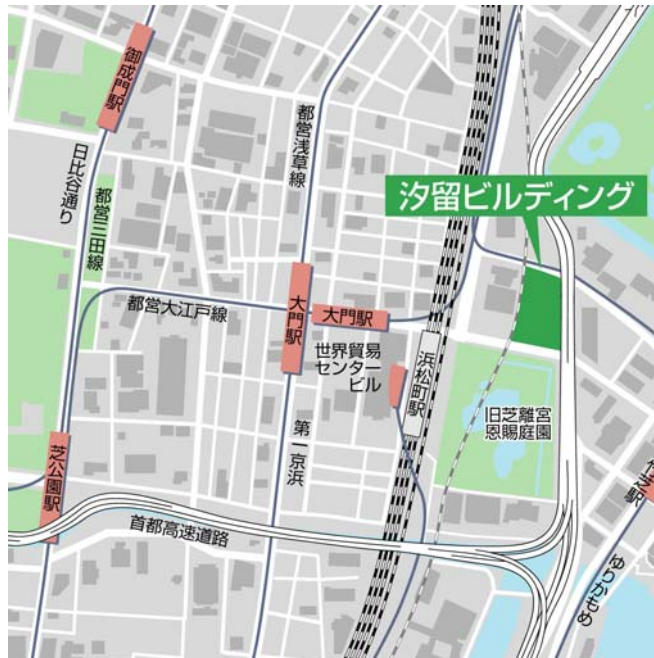 御成門駅
都営浅草線
日比谷通り
都営三田線
汐留ビルディング
都営大江戸線
大門駅
大門駅
世界貿易
センター
ビル
浜松町駅
旧芝離宮
恩賜庭園
第一京浜
芝公園駅
首都高速道路
竹芝駅
ゆりかもめ